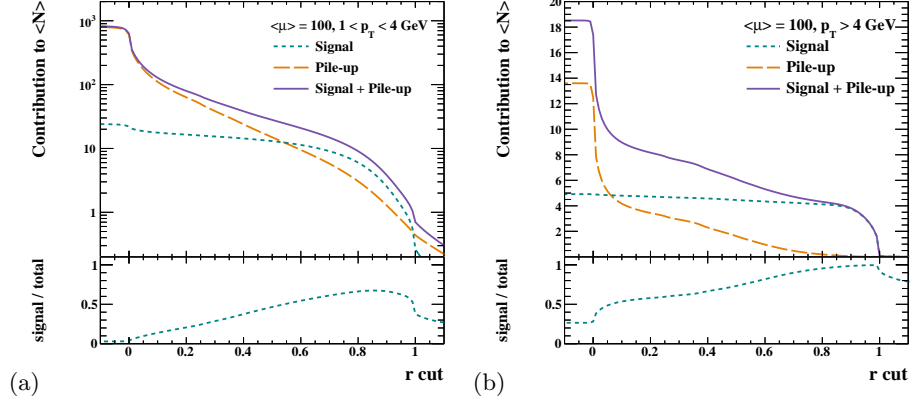 Contribution to <N>
10³
10²
10
1
<μ> = 100, 1 < p_T < 4 GeV
Signal
Pile-up
Signal + Pile-up
signal / total
1
0.5
0
0 0.2 0.4 0.6 0.8 1
r cut
(a)
Contribution to <N>
20
18
16
14
12
10
8
6
4
2
0
<μ> = 100, p_T > 4 GeV
Signal
Pile-up
Signal + Pile-up
signal / total
1
0.5
0
0 0.2 0.4 0.6 0.8 1
r cut
(b)